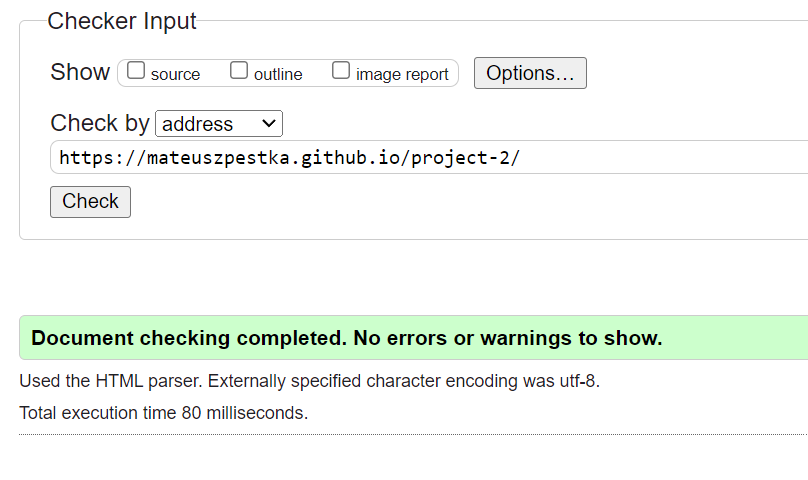 Checker Input
Show source outline image report Options...
Check by address
https://mateuszpestka.github.io/project-2/
Check
Document checking completed. No errors or warnings to show.
Used the HTML parser. Externally specified character encoding was utf-8.
Total execution time 80 milliseconds.